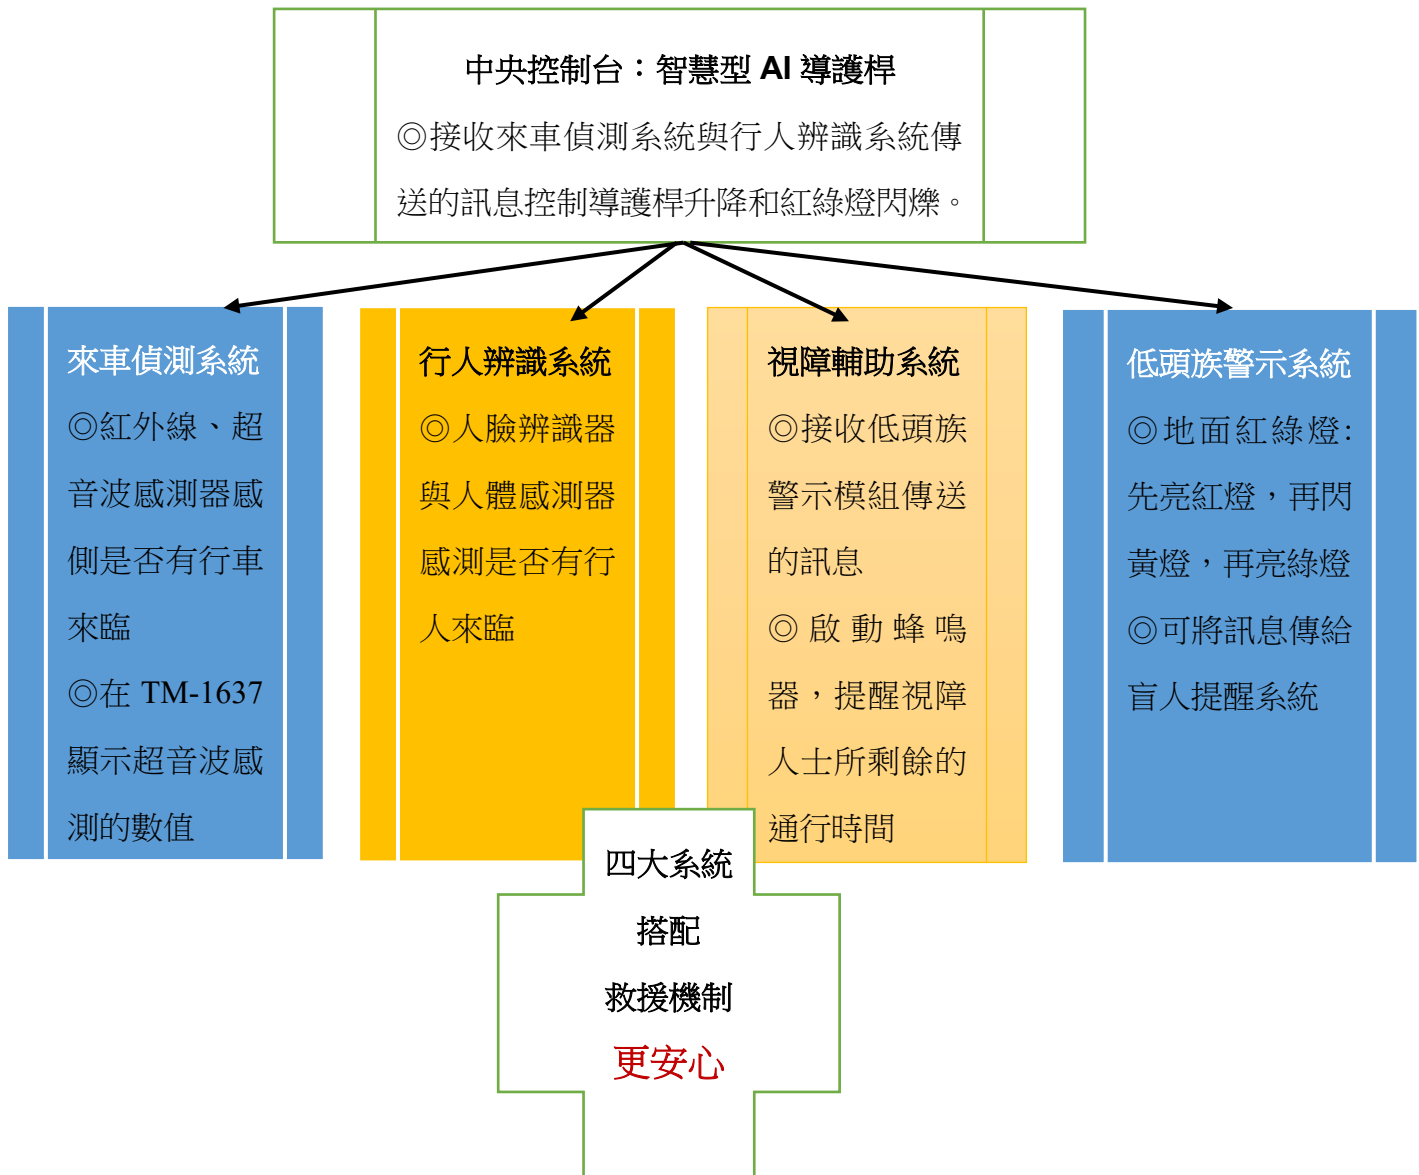 中央控制台：智慧型 AI 導護桿
◎接收來車偵測系統與行人辨識系統傳
送的訊息控制導護桿升降和紅綠燈閃爍。
來車偵測系統
◎紅外線、超
音波感測器感
側是否有行車
來臨
◎在 TM-1637
顯示超音波感
測的數值
行人辨識系統
◎人臉辨識器
與人體感測器
感測是否有行
人來臨
視障輔助系統
◎接收低頭族
警示模組傳送
的訊息
◎啟動蜂鳴
器，提醒視障
人士所剩餘的
通行時間
低頭族警示系統
◎地面紅綠燈:
先亮紅燈，再閃
黃燈，再亮綠燈
◎可將訊息傳給
盲人提醒系統
四大系統
搭配
救援機制
更安心